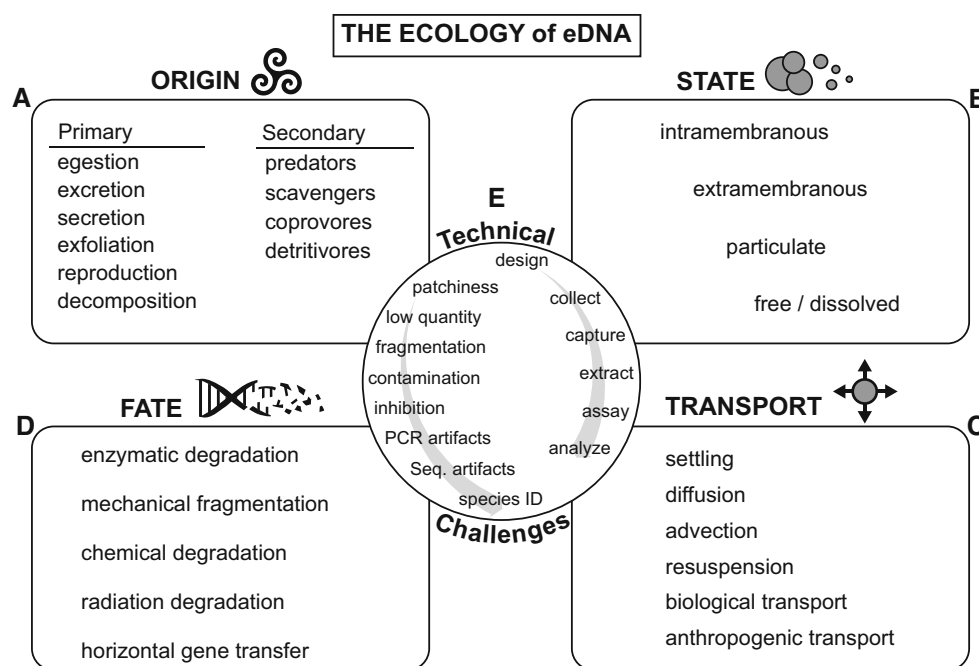 THE ECOLOGY of eDNA
A
ORIGIN
Primary
egestion
excretion
secretion
exfoliation
reproduction
decomposition
Secondary
predators
scavengers
coprovores
detritivores
B
STATE
intramembranous
extramembranous
particulate
free / dissolved
E
Technical
design
collect
capture
extract
assay
analyze
patchiness
low quantity
fragmentation
contamination
inhibition
PCR artifacts
Seq. artifacts
species ID
Challenges
D
FATE
enzymatic degradation
mechanical fragmentation
chemical degradation
radiation degradation
horizontal gene transfer
C
TRANSPORT
settling
diffusion
advection
resuspension
biological transport
anthropogenic transport